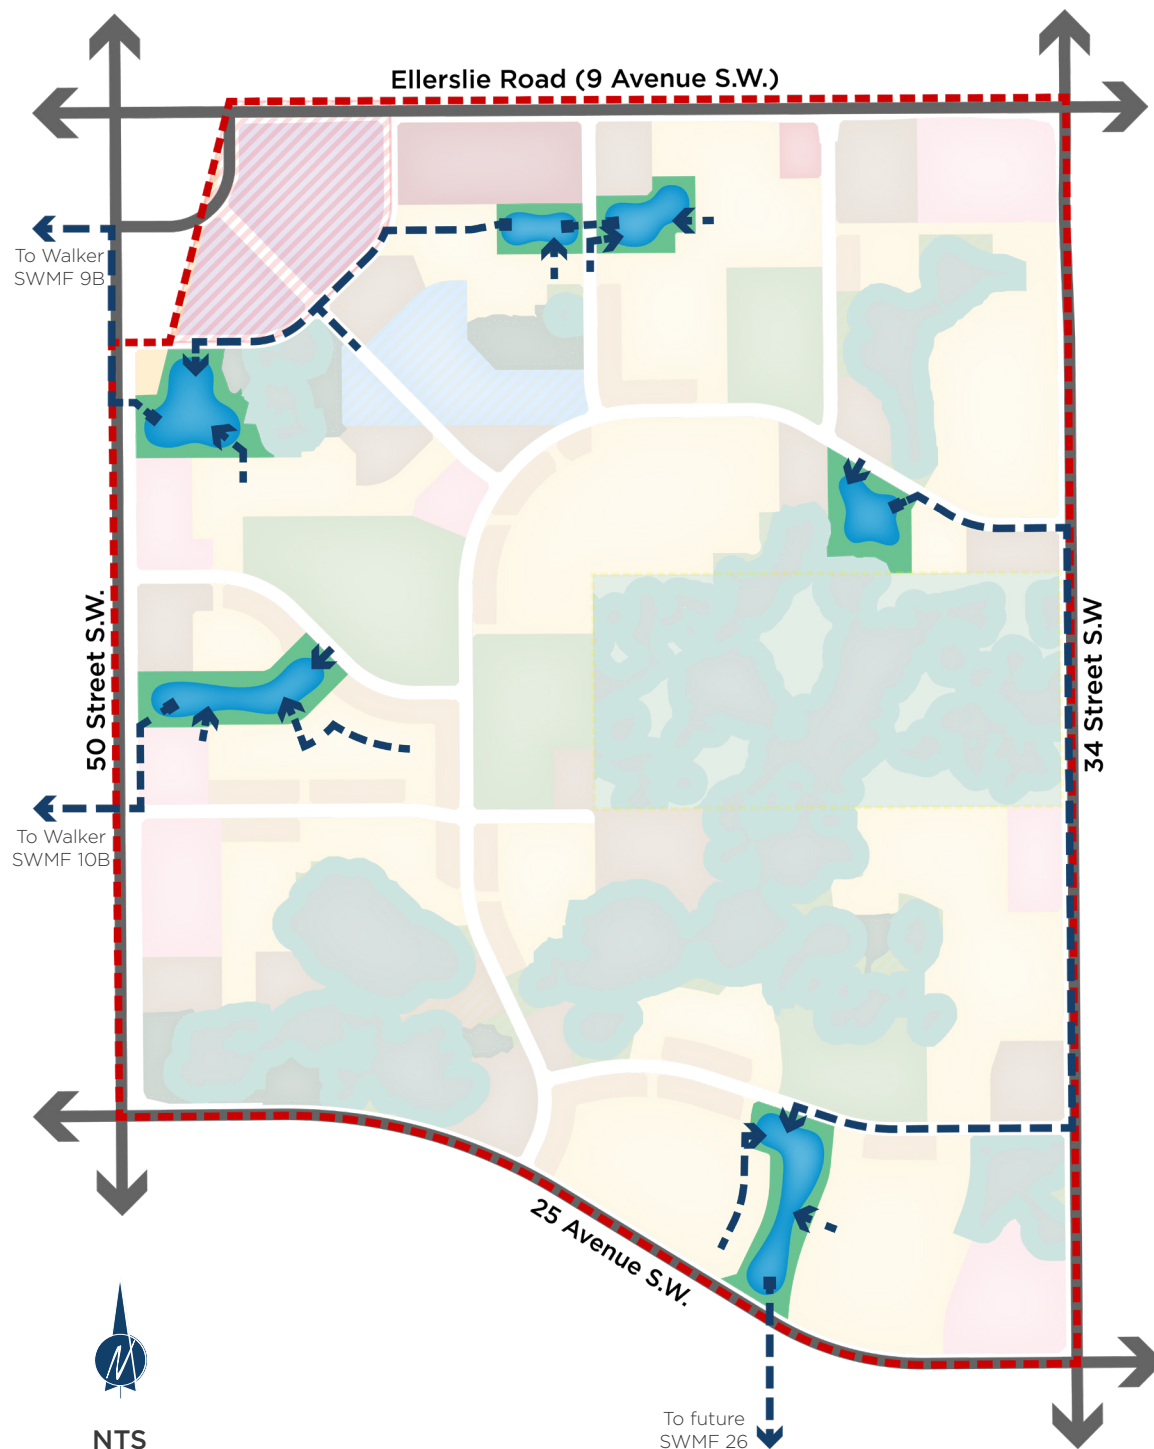 Ellerslie Road (9 Avenue S.W.)
To Walker
SWMF 9B
50 Street S.W.
34 Street S.W
To Walker
SWMF 10B
25 Avenue S.W.
NTS
To future
SWMF 26